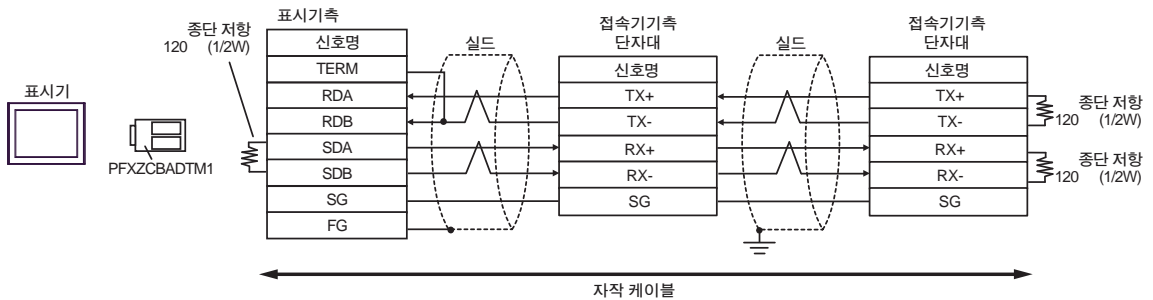 표시기
PFXZCBADTM1
종단 저항
120 (1/2W)
표시기측
신호명
TERM
RDA
RDB
SDA
SDB
SG
FG
실드
접속기기측
단자대
신호명
TX+
TX-
RX+
RX-
SG
실드
접속기기측
단자대
신호명
TX+
TX-
RX+
RX-
SG
종단 저항
120 (1/2W)
종단 저항
120 (1/2W)
자작 케이블